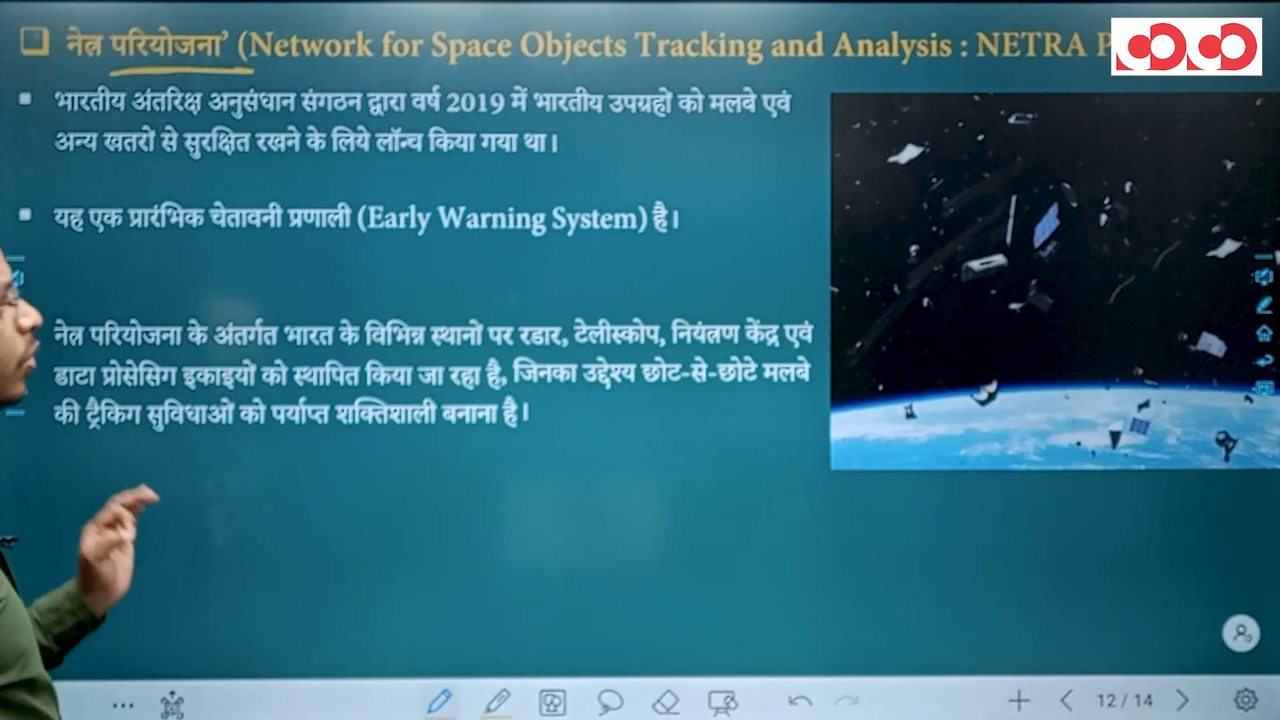 नेत्र परियोजना’ (Network for Space Objects Tracking and Analysis : NETRA P
भारतीय अंतरिक्ष अनुसंधान संगठन द्वारा वर्ष 2019 में भारतीय उपग्रहों को मलबे एवं
अन्य खतरों से सुरक्षित रखने के लिये लॉन्च किया गया था।
यह एक प्रारंभिक चेतावनी प्रणाली (Early Warning System) है।
नेत्र परियोजना के अंतर्गत भारत के विभिन्न स्थानों पर रडार, टेलीस्कोप, नियंत्रण केंद्र एवं
डाटा प्रोसेसिंग इकाइयों को स्थापित किया जा रहा है, जिनका उद्देश्य छोट-से-छोटे मलबे
की ट्रैकिंग सुविधाओं को पर्याप्त शक्तिशाली बनाना है।
12 / 14